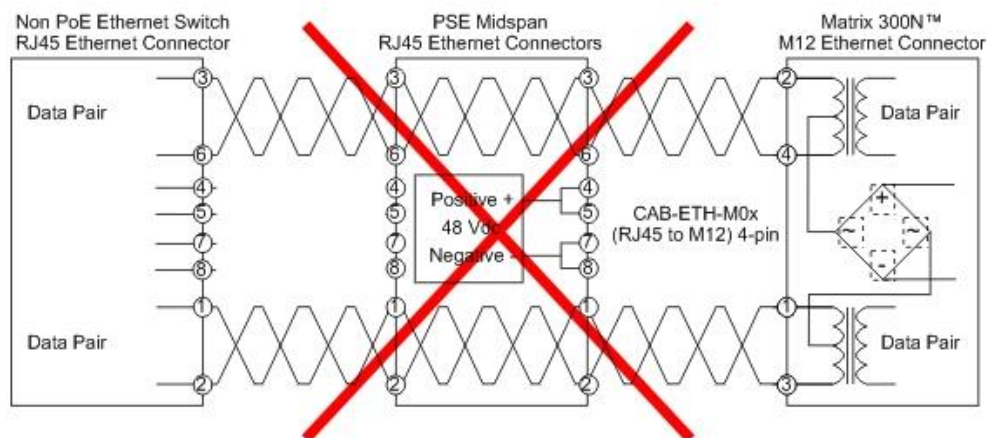 Non PoE Ethernet Switch
RJ45 Ethernet Connector
PSE Midspan
RJ45 Ethernet Connectors
Matrix 300N™
M12 Ethernet Connector
3
3
3
2
Data Pair
Data Pair
6
6
6
4
4
4
4
Positive +
5
5
5
48 Vdc
7
7
7
Negative -
8
8
8
CAB-ETH-M0x
(RJ45 to M12) 4-pin
+
~
~
-
1
1
1
1
Data Pair
Data Pair
2
2
2
3